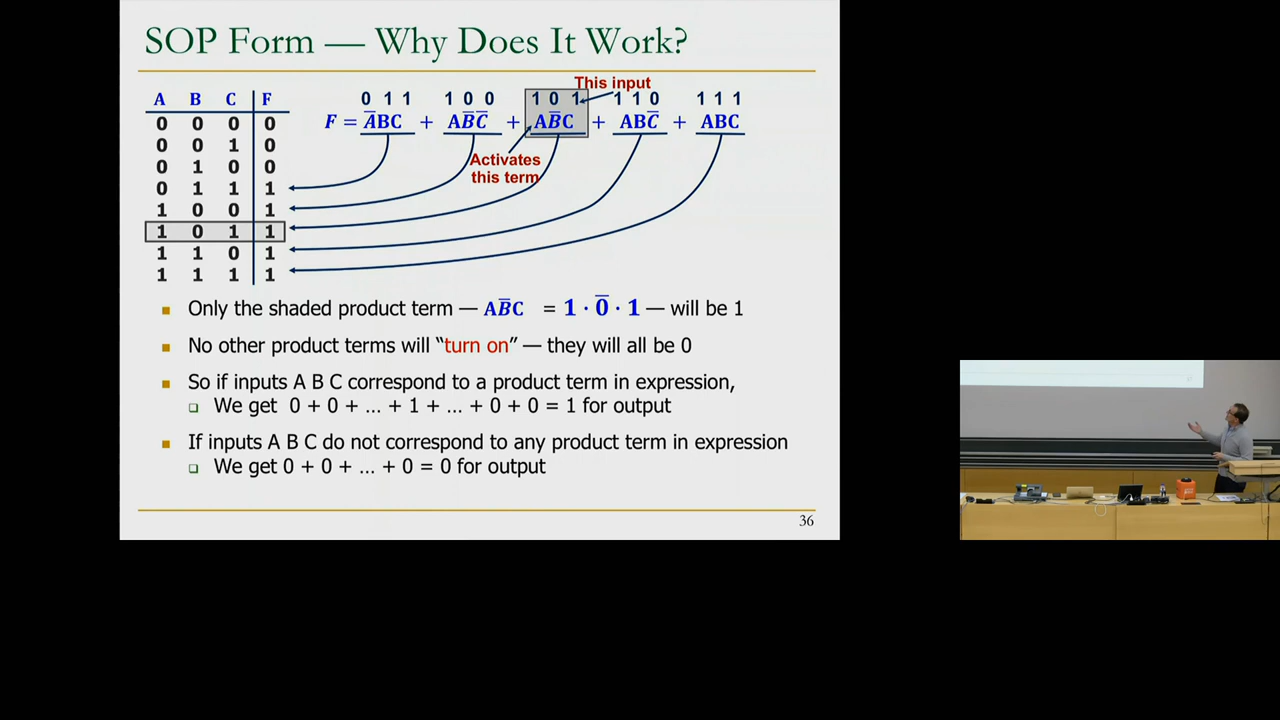 SOP Form — Why Does It Work?
This input
A B C F
0 0 0 0
0 0 1 0
0 1 0 0
0 1 1 1
1 0 0 1
1 0 1 1
1 1 0 1
1 1 1 1
0 1 1 1 0 0 1 0 1 1 1 0 1 1 1
F = A̅BC + AB̅C̅ + AB̅C + ABC̅ + ABC
Activates
this term
Only the shaded product term — AB̅C = 1 · 0̅ · 1 — will be 1
No other product terms will “turn on” — they will all be 0
So if inputs A B C correspond to a product term in expression,
We get 0 + 0 + … + 1 + … + 0 + 0 = 1 for output
If inputs A B C do not correspond to any product term in expression
We get 0 + 0 + … + 0 = 0 for output
36